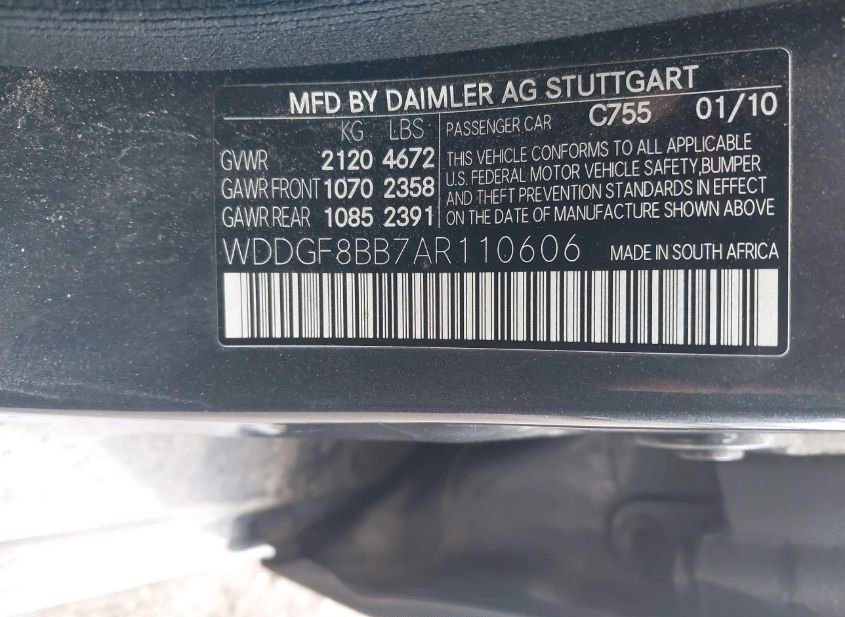 MFD BY DAIMLER AG STUTTGART
KG LBS
GVWR 2120 4672
GAWR FRONT 1070 2358
GAWR REAR 1085 2391
PASSENGER CAR C755 01/10
THIS VEHICLE CONFORMS TO ALL APPLICABLE
U.S. FEDERAL MOTOR VEHICLE SAFETY,BUMPER
AND THEFT PREVENTION STANDARDS IN EFFECT
ON THE DATE OF MANUFACTURE SHOWN ABOVE
WDDGF8BB7AR110606 MADE IN SOUTH AFRICA